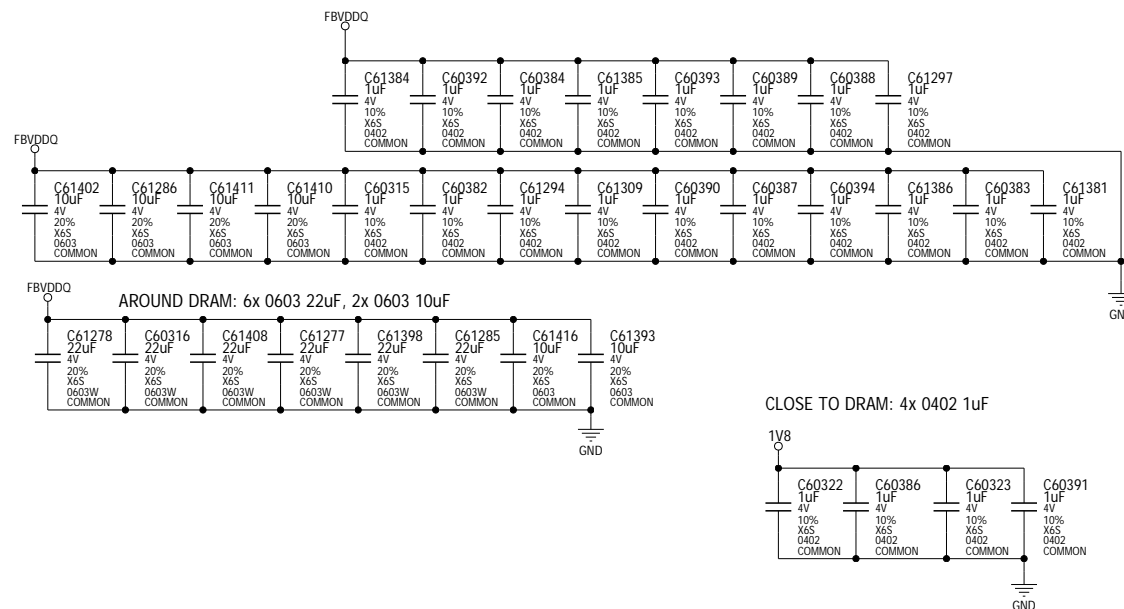 FBVDDQ
C61384
1uF
4V
10%
X6S
0402
COMMON
C60392
1uF
4V
10%
X6S
0402
COMMON
C60384
1uF
4V
10%
X6S
0402
COMMON
C61385
1uF
4V
10%
X6S
0402
COMMON
C60393
1uF
4V
10%
X6S
0402
COMMON
C60389
1uF
4V
10%
X6S
0402
COMMON
C60388
1uF
4V
10%
X6S
0402
COMMON
C61297
1uF
4V
10%
X6S
0402
COMMON
FBVDDQ
C61402
10uF
4V
20%
X6S
0603
COMMON
C61286
10uF
4V
20%
X6S
0603
COMMON
C61411
10uF
4V
20%
X6S
0603
COMMON
C61410
10uF
4V
20%
X6S
0603
COMMON
C60315
1uF
4V
10%
X6S
0402
COMMON
C60382
1uF
4V
10%
X6S
0402
COMMON
C61294
1uF
4V
10%
X6S
0402
COMMON
C61309
1uF
4V
10%
X6S
0402
COMMON
C60390
1uF
4V
10%
X6S
0402
COMMON
C60387
1uF
4V
10%
X6S
0402
COMMON
C60394
1uF
4V
10%
X6S
0402
COMMON
C61386
1uF
4V
10%
X6S
0402
COMMON
C60383
1uF
4V
10%
X6S
0402
COMMON
C61381
1uF
4V
10%
X6S
0402
COMMON
GN
FBVDDQ
AROUND DRAM: 6x 0603 22uF, 2x 0603 10uF
C61278
22uF
4V
20%
X6S
0603W
COMMON
C60316
22uF
4V
20%
X6S
0603W
COMMON
C61408
22uF
4V
20%
X6S
0603W
COMMON
C61277
22uF
4V
20%
X6S
0603W
COMMON
C61398
22uF
4V
20%
X6S
0603W
COMMON
C61285
22uF
4V
20%
X6S
0603W
COMMON
C61416
10uF
4V
20%
X6S
0603
COMMON
C61393
10uF
4V
20%
X6S
0603
COMMON
GND
CLOSE TO DRAM: 4x 0402 1uF
1V8
C60322
1uF
4V
10%
X6S
0402
COMMON
C60386
1uF
4V
10%
X6S
0402
COMMON
C60323
1uF
4V
10%
X6S
0402
COMMON
C60391
1uF
4V
10%
X6S
0402
COMMON
GND